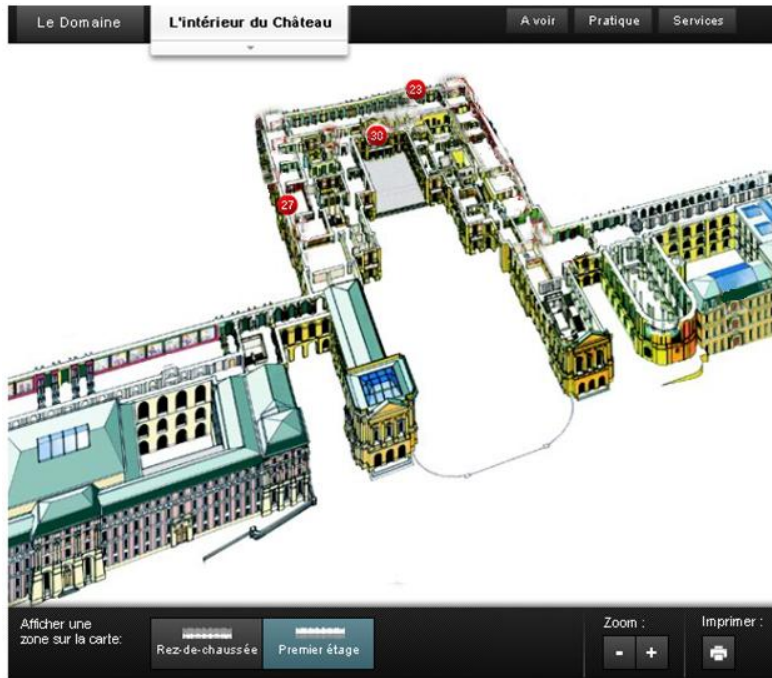 Le Domaine
L'intérieur du Château
A voir
Pratique
Services
23
30
27
Afficher une
zone sur la carte:
Rez-de-chaussée
Premier étage
Zoom :
- +
Imprimer :